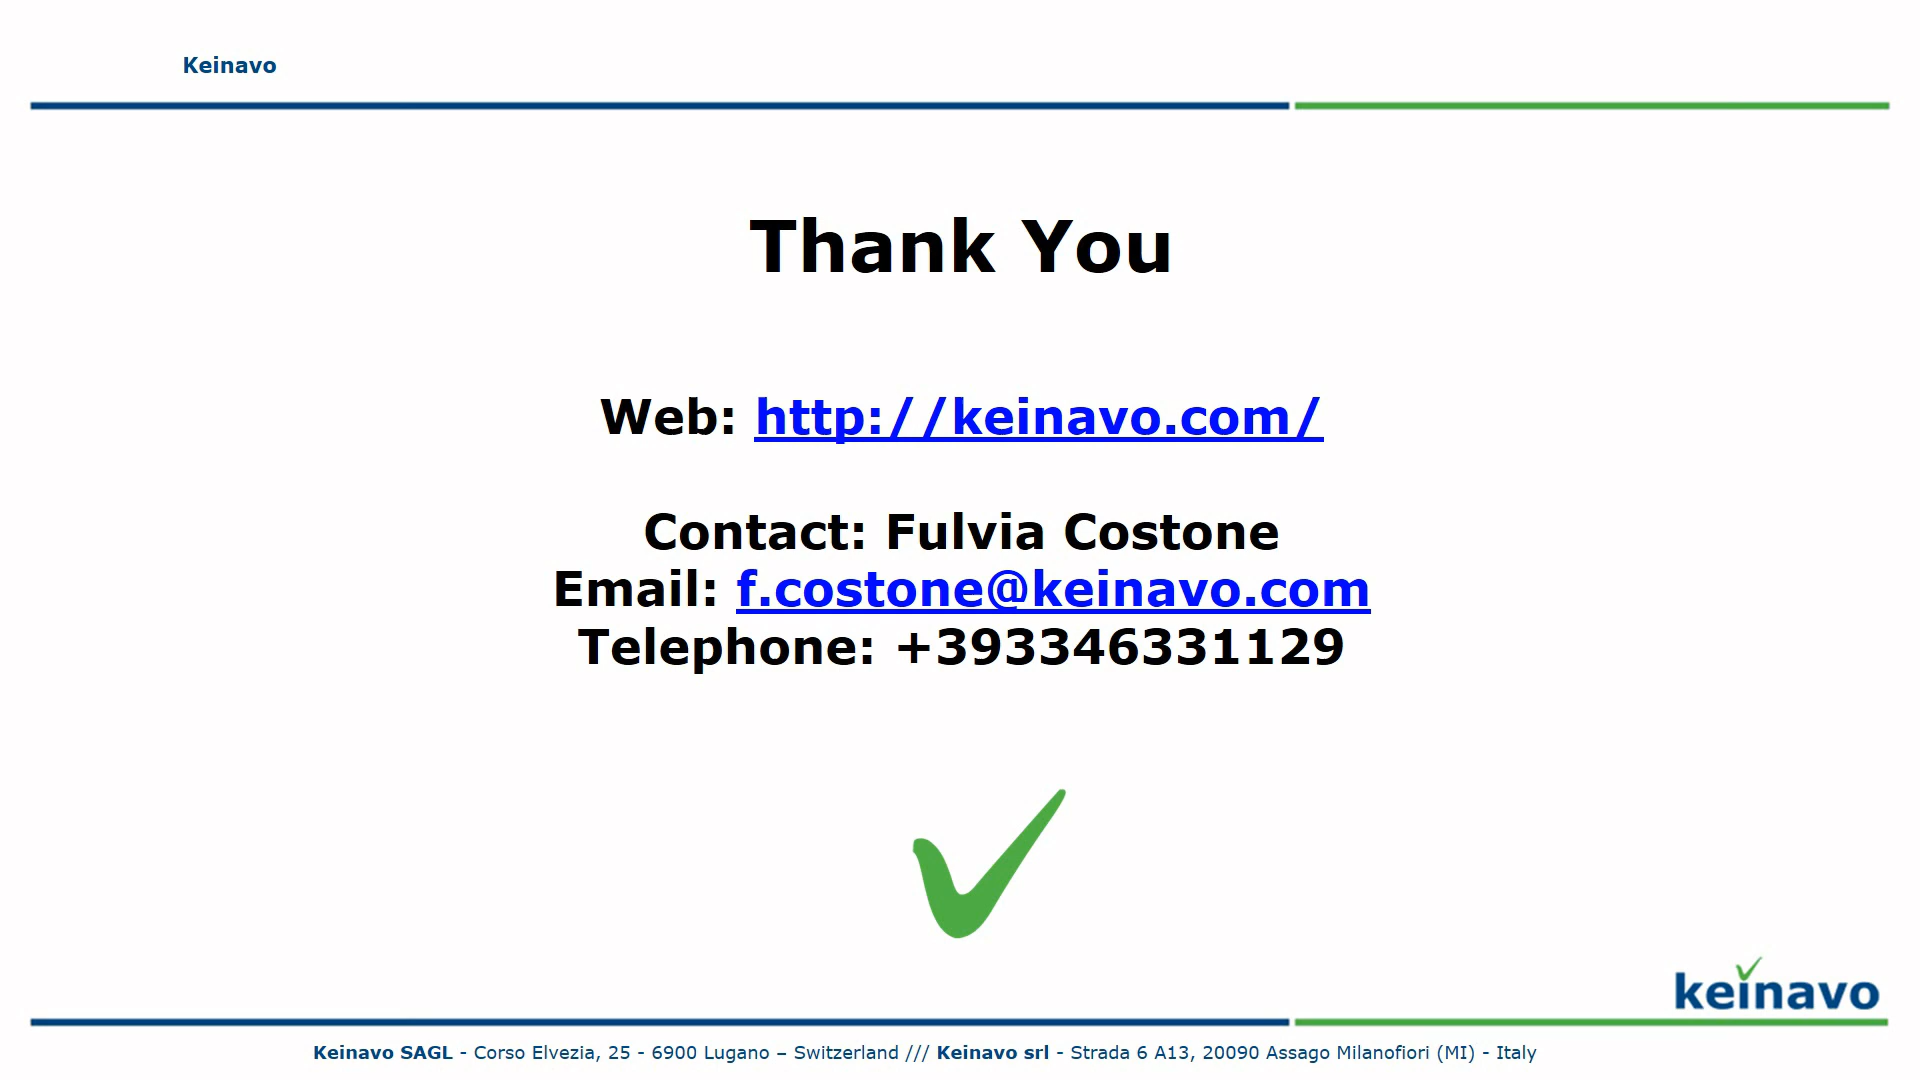 Keinavo
Thank You
Web: http://keinavo.com/
Contact: Fulvia Costone
Email: f.costone@keinavo.com
Telephone: +393346331129
keinavo
Keinavo SAGL - Corso Elvezia, 25 - 6900 Lugano – Switzerland /// Keinavo srl - Strada 6 A13, 20090 Assago Milanofiori (MI) - Italy